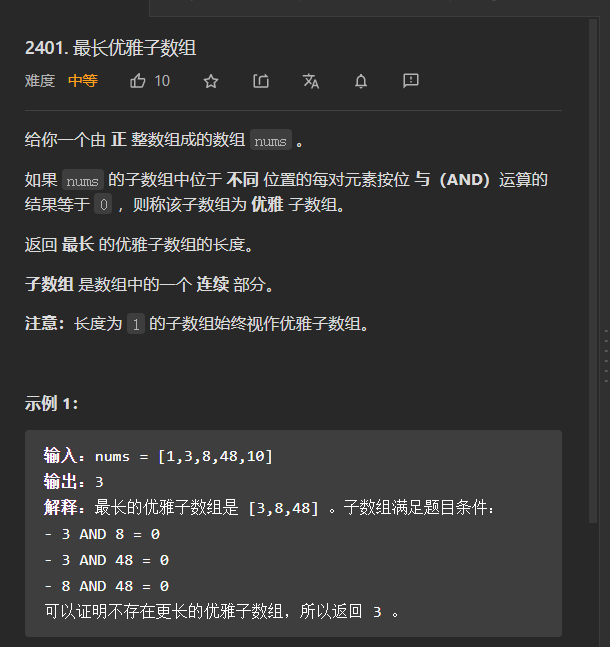 2401. 最长优雅子数组
难度 中等 10
给你一个由 正 整数组成的数组 nums 。
如果 nums 的子数组中位于 不同 位置的每对元素按位 与（AND）运算的
结果等于 0 ，则称该子数组为 优雅 子数组。
返回 最长 的优雅子数组的长度。
子数组 是数组中的一个 连续 部分。
注意：长度为 1 的子数组始终视作优雅子数组。
示例 1：
输入：nums = [1,3,8,48,10]
输出：3
解释：最长的优雅子数组是 [3,8,48] 。子数组满足题目条件：
- 3 AND 8 = 0
- 3 AND 48 = 0
- 8 AND 48 = 0
可以证明不存在更长的优雅子数组，所以返回 3 。